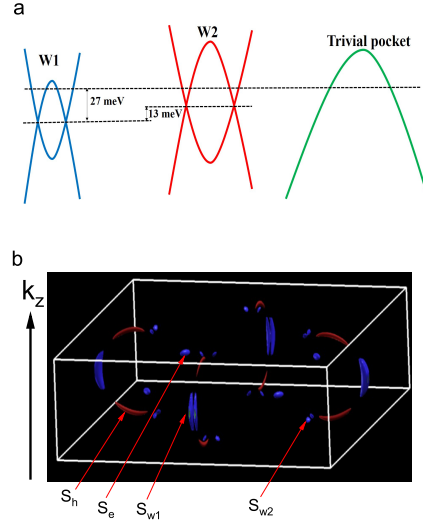 a
W1
W2
Trivial pocket
27 meV
13 meV
b
kz
Sh
Se
Sw1
Sw2